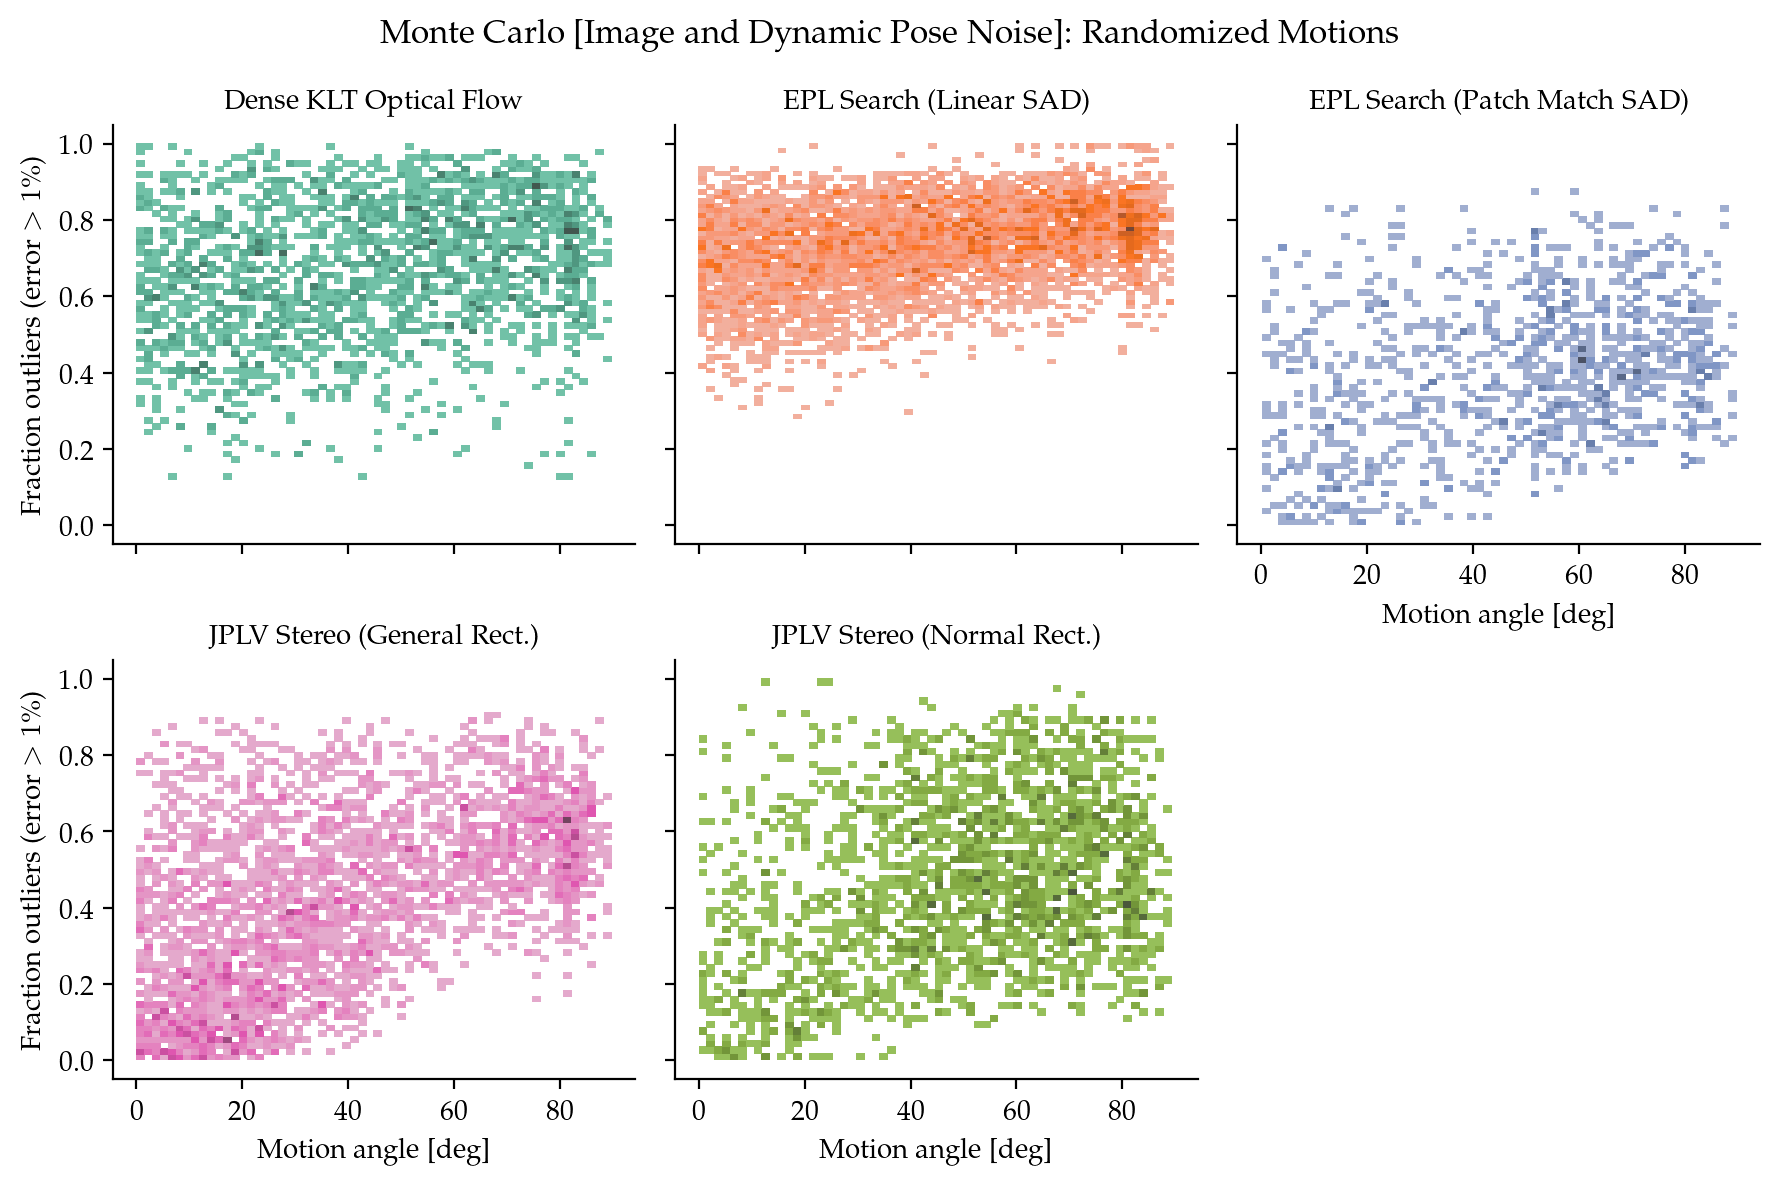 Monte Carlo [Image and Dynamic Pose Noise]: Randomized Motions
Dense KLT Optical Flow
EPL Search (Linear SAD)
EPL Search (Patch Match SAD)
Fraction outliers (error > 1%)
1.0
0.8
0.6
0.4
0.2
0.0
0 20 40 60 80
Motion angle [deg]
JPLV Stereo (General Rect.)
JPLV Stereo (Normal Rect.)
Fraction outliers (error > 1%)
1.0
0.8
0.6
0.4
0.2
0.0
0 20 40 60 80
0 20 40 60 80
Motion angle [deg]
Motion angle [deg]